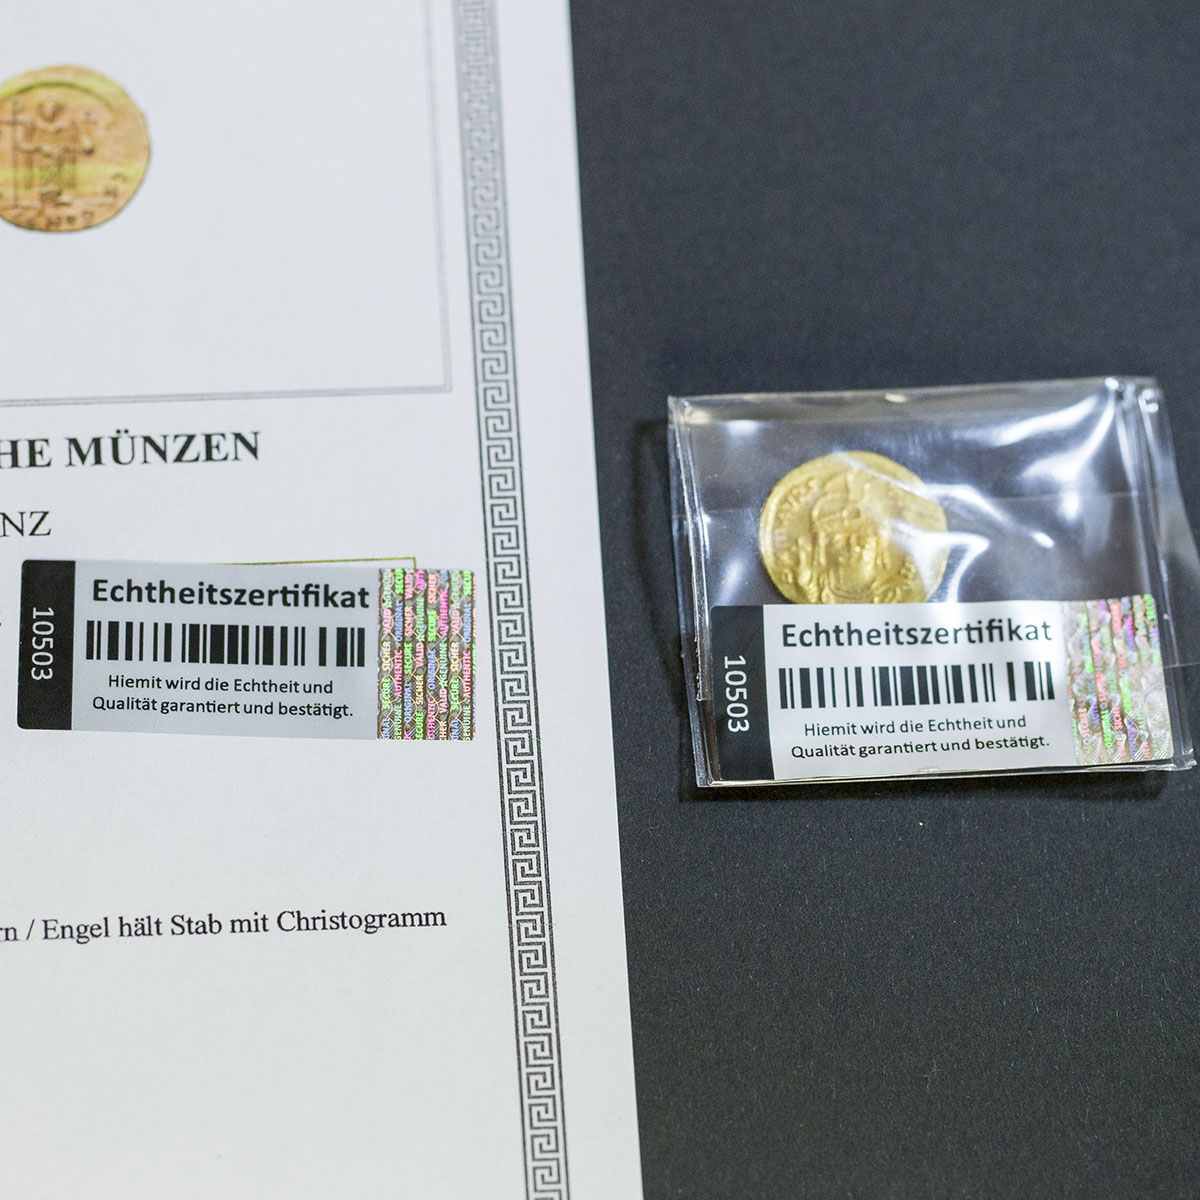 HE MÜNZEN
NZ
10503
Echtheitszertifikat
Hiemit wird die Echtheit und
Qualität garantiert und bestätigt.
rn / Engel hält Stab mit Christogramm
10503
Echtheitszertifikat
Hiemit wird die Echtheit und
Qualität garantiert und bestätigt.